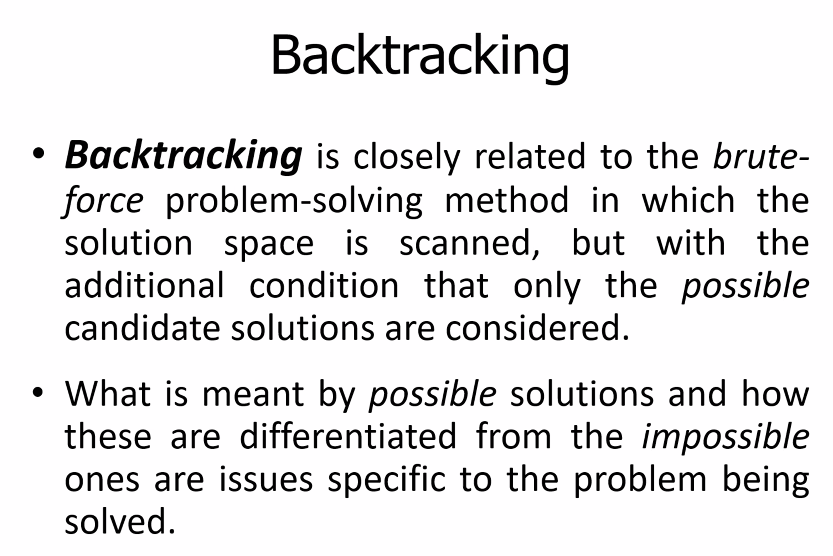 Backtracking
• Backtracking is closely related to the brute-
force problem-solving method in which the
solution space is scanned, but with the
additional condition that only the possible
candidate solutions are considered.
• What is meant by possible solutions and how
these are differentiated from the impossible
ones are issues specific to the problem being
solved.